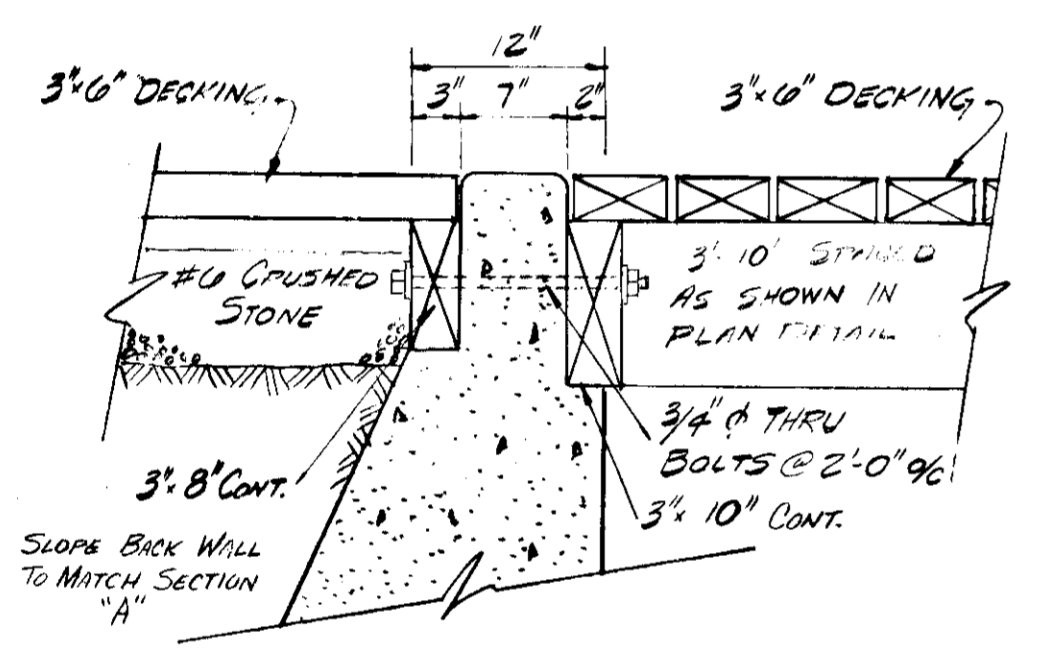 12"
3" 7" 2"
3"x6" DECKING
3"x6" DECKING
#6 CRUSHED
STONE
3'-10'
AS SHOWN IN
PLAN DETAIL
3/4" ⌀ THRU
BOLTS @ 2'-0" o/c
3"x 8" CONT.
3"x 10" CONT.
SLOPE BACK WALL
TO MATCH SECTION
"A"